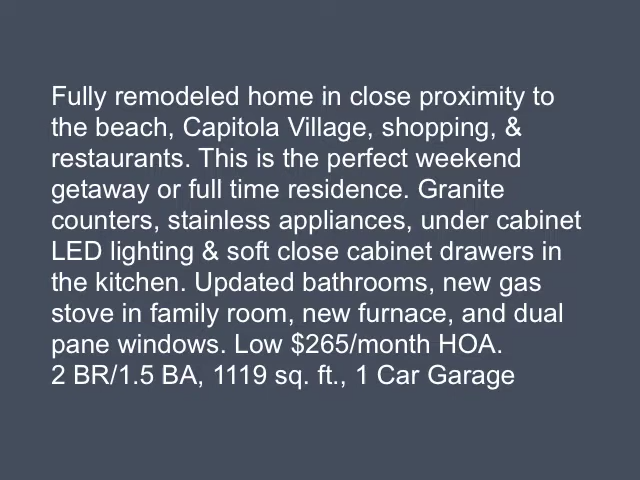 Fully remodeled home in close proximity to
the beach, Capitola Village, shopping, &
restaurants. This is the perfect weekend
getaway or full time residence. Granite
counters, stainless appliances, under cabinet
LED lighting & soft close cabinet drawers in
the kitchen. Updated bathrooms, new gas
stove in family room, new furnace, and dual
pane windows. Low $265/month HOA.
2 BR/1.5 BA, 1119 sq. ft., 1 Car Garage